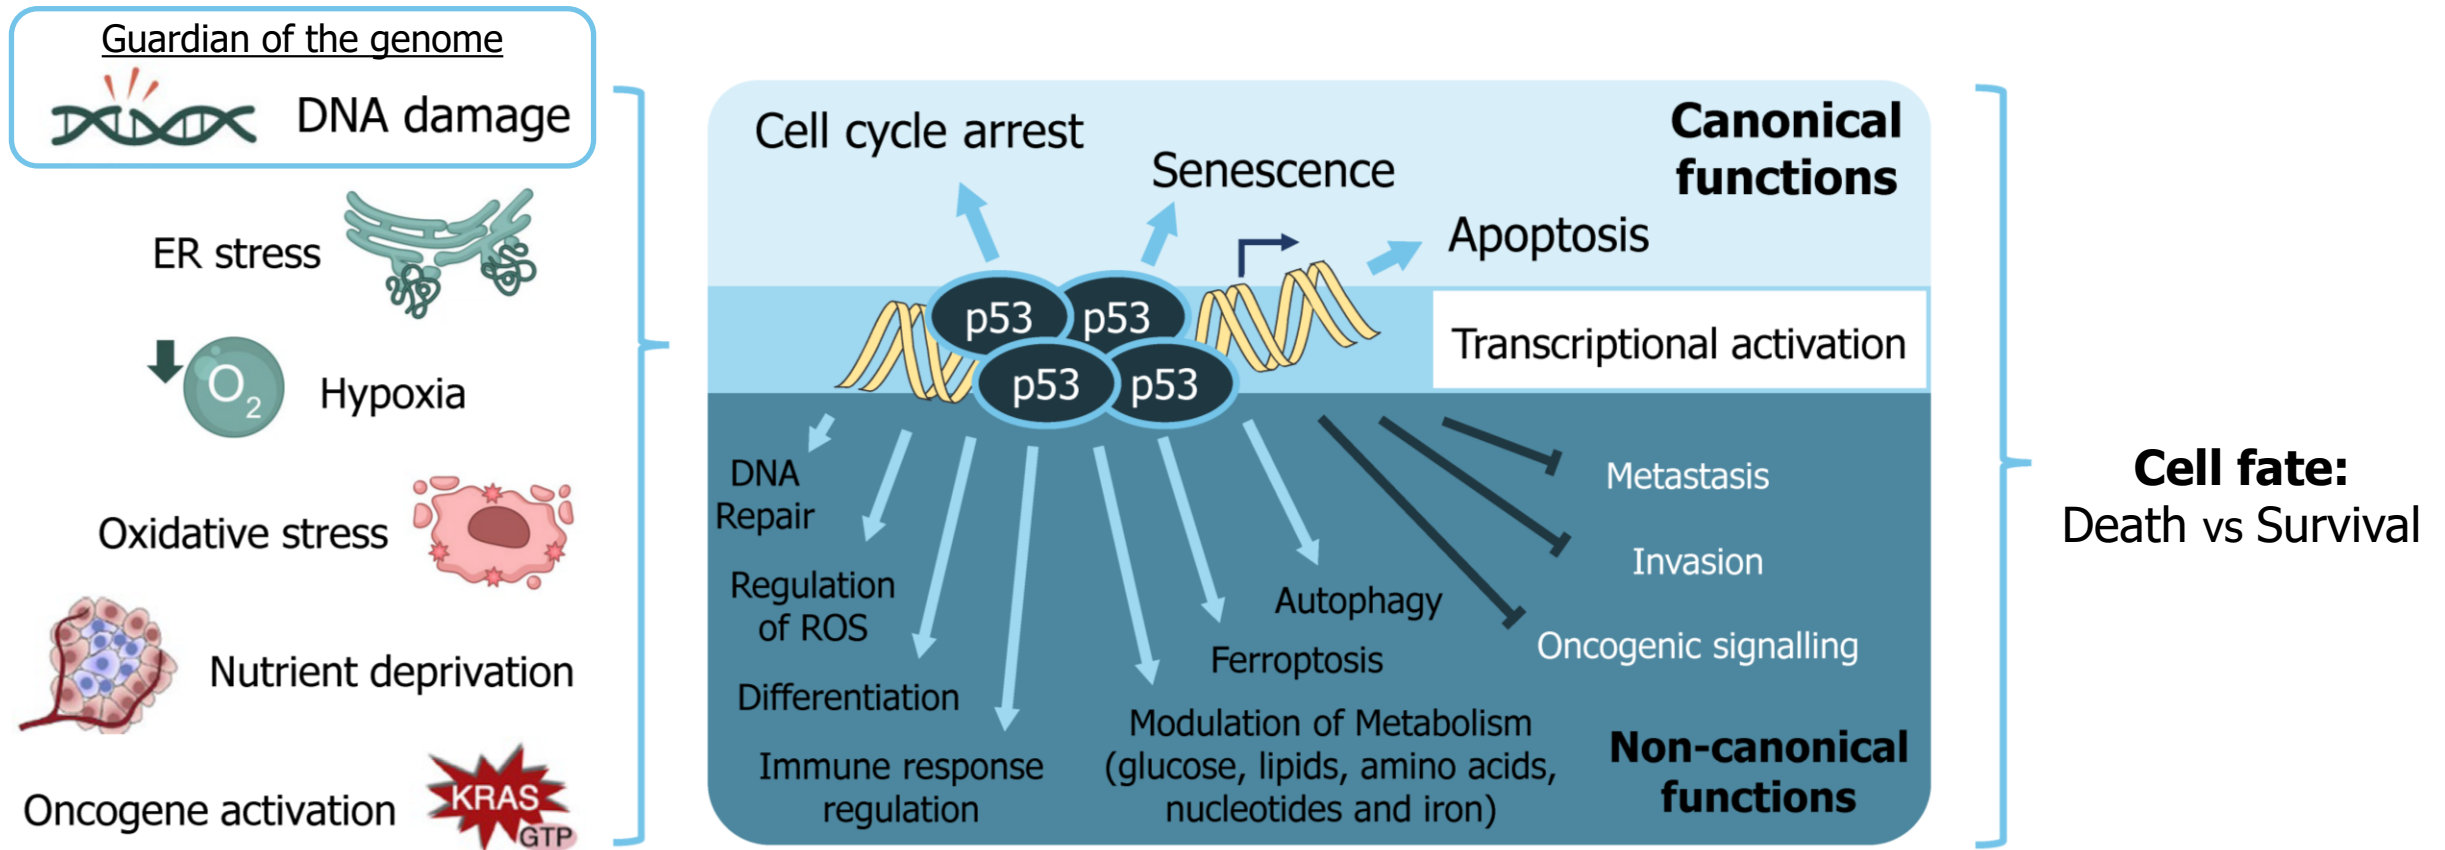 Guardian of the genome
DNA damage
ER stress
O2
Hypoxia
Oxidative stress
Nutrient deprivation
Oncogene activation
KRAS
GTP
Cell cycle arrest
Senescence
Apoptosis
Canonical
functions
p53
p53
p53
p53
Transcriptional activation
DNA
Repair
Regulation
of ROS
Differentiation
Immune response
regulation
Modulation of Metabolism
(glucose, lipids, amino acids,
nucleotides and iron)
Ferroptosis
Autophagy
Metastasis
Invasion
Oncogenic signalling
Non-canonical
functions
Cell fate:
Death vs Survival